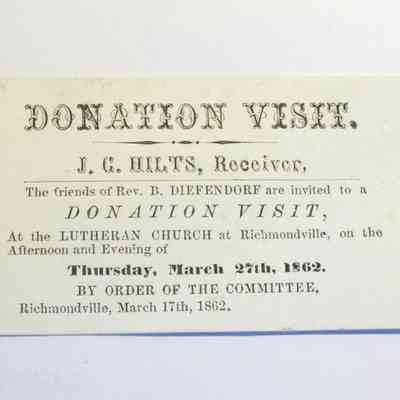 DONATION VISIT.
J. G. HILTS, Receiver,
The friends of Rev. B. DIEFENDORF are invited to a
DONATION VISIT,
At the LUTHERAN CHURCH at Richmondville, on the
Afternoon and Evening of
Thursday, March 27th, 1862.
BY ORDER OF THE COMMITTEE.
Richmondville, March 17th, 1862.